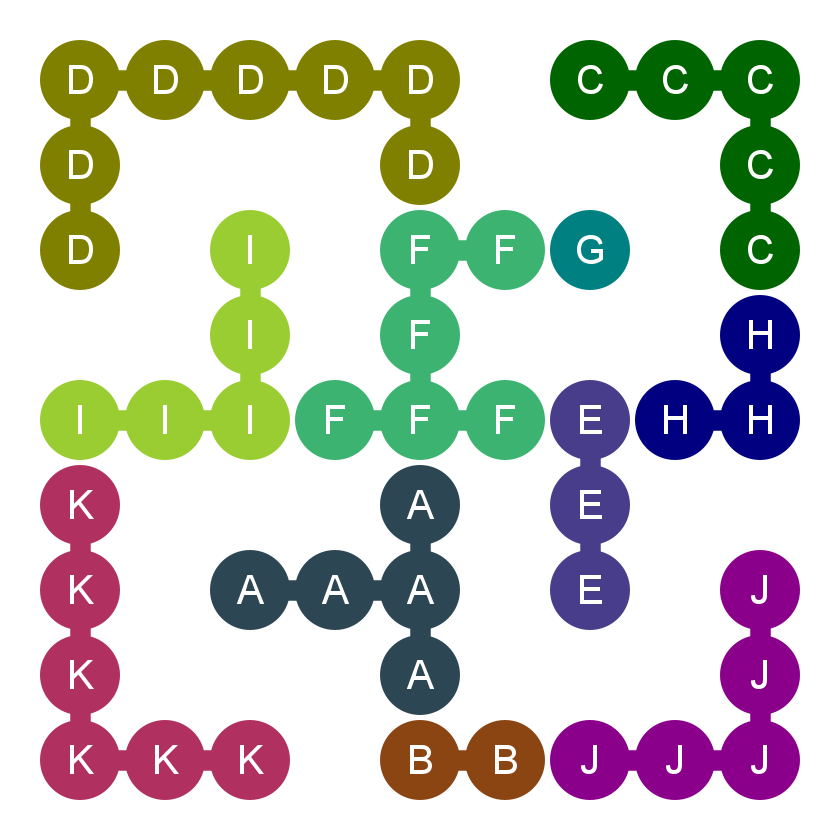 D D D D D C C C
D D C
D I F F G C
I F H
I I I F F F E H H
K A E
K A A A E J
K A J
K K K B B J J J